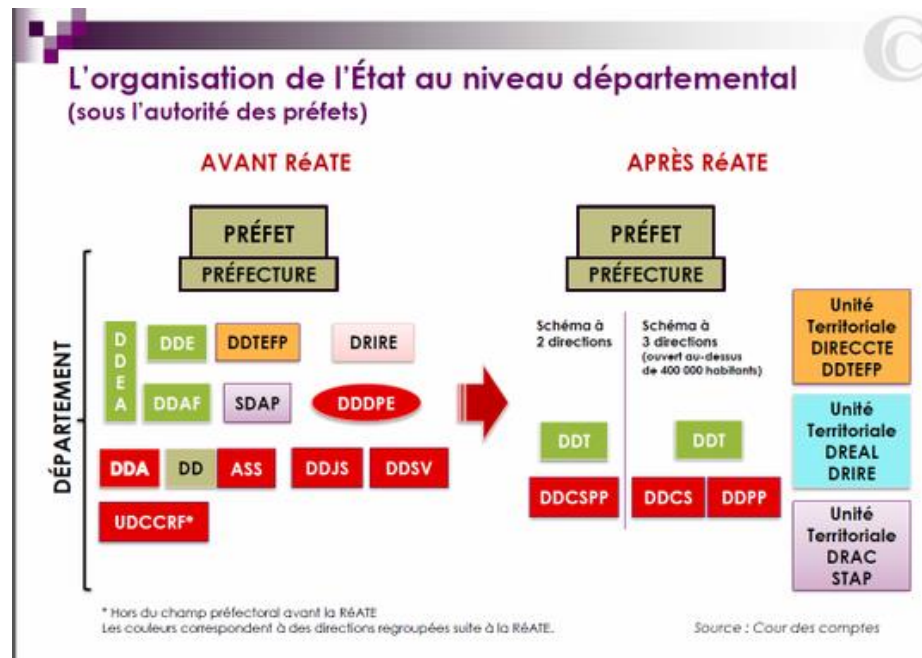 L'organisation de l'État au niveau départemental
(sous l'autorité des préfets)
AVANT RéATE
PRÉFET
PRÉFECTURE
DÉPARTEMENT
DDEA
DDE
DDTEFP
DRIRE
DDAF
SDAP
DDDPE
DDA
DD
ASS
DDJS
DDSV
UDCCRF*
APRÈS RéATE
PRÉFET
PRÉFECTURE
Schéma à
2 directions
Schéma à
3 directions
(ouvert au-dessus
de 400 000 habitants)
DDT
DDT
DDCSPP
DDCS
DDPP
Unité
Territoriale
DIRECCTE
DDTEFP
Unité
Territoriale
DREAL
DRIRE
Unité
Territoriale
DRAC
STAP
* Hors du champ préfectoral avant la RéATE
Les couleurs correspondent à des directions regroupées suite à la RéATE.
Source : Cour des comptes